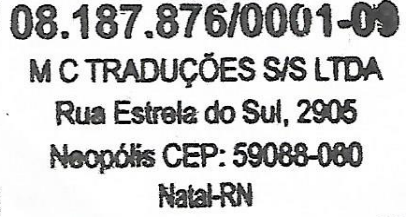 08.187.876/0001-09
M C TRADUÇÕES S/S LTDA
Rua Estrela do Sul, 2905
Neopólis CEP: 59088-060
Natal-RN